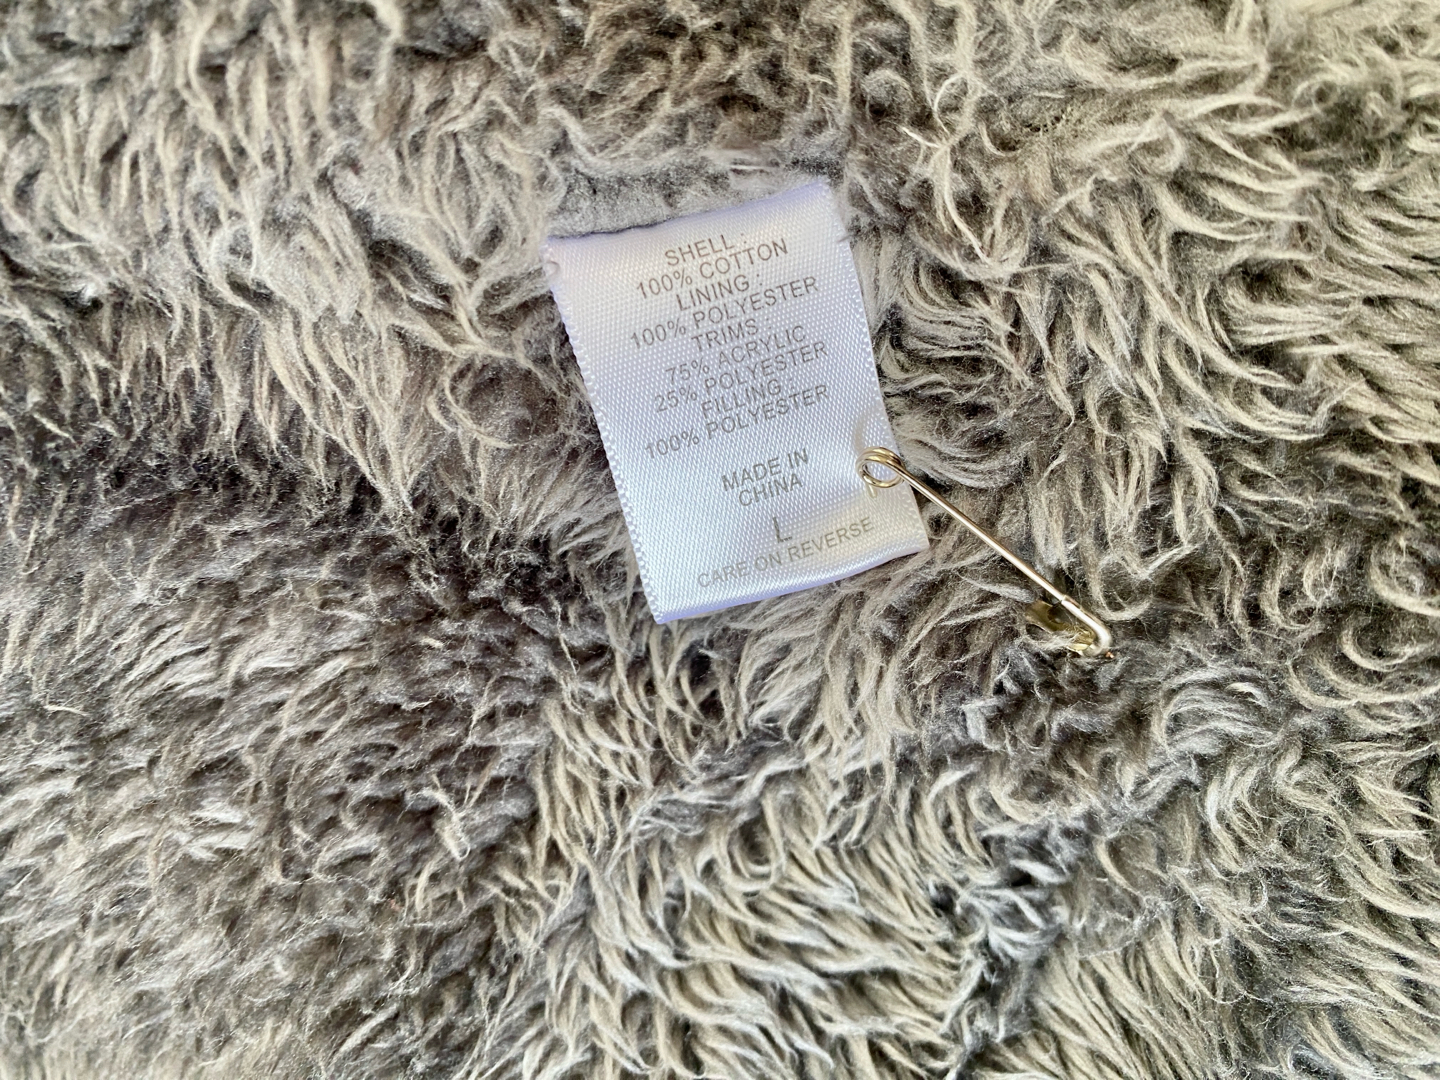 SHELL :
100% COTTON
LINING :
100% POLYESTER
TRIMS :
75% ACRYLIC
25% POLYESTER
FILLING :
100% POLYESTER
MADE IN
CHINA
L
CARE ON REVERSE